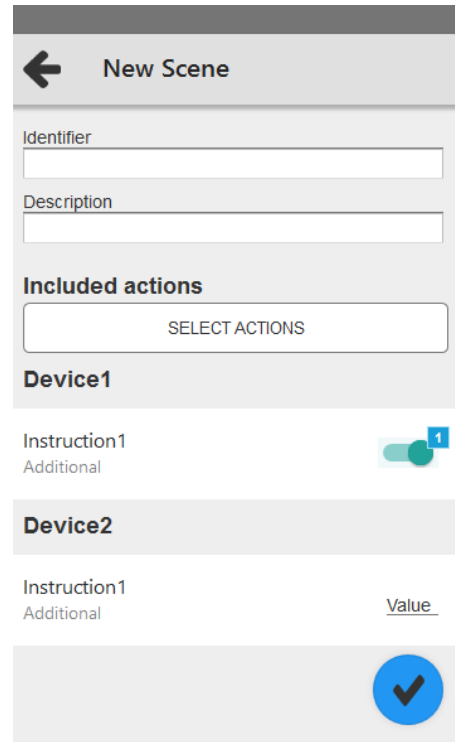 New Scene
Identifier
Description
Included actions
SELECT ACTIONS
Device1
Instruction1
1
Additional
Device2
Instruction1
Additional
Value